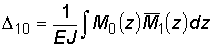 Δ₁₀ = 1/EJ ∫ M₀(z)M̅₁(z)dz